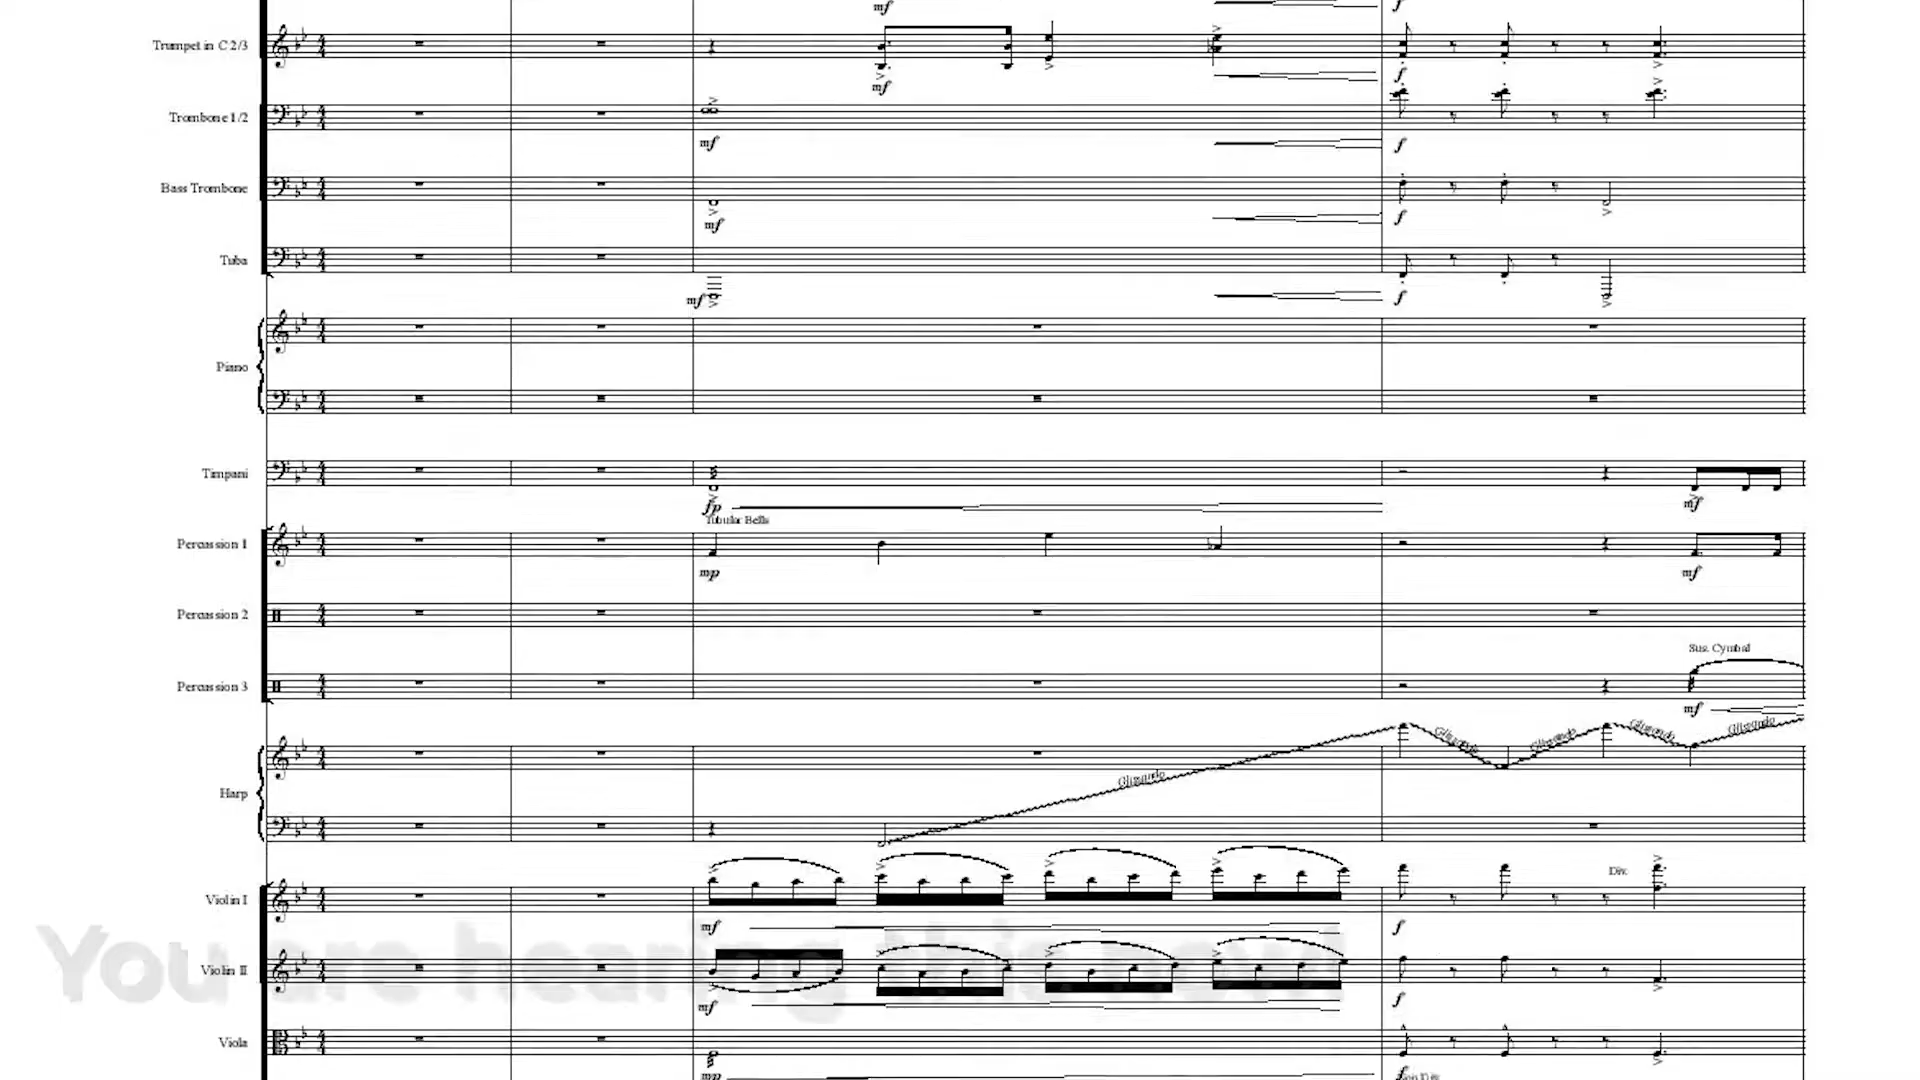 mf
f
Trumpet in C 2/3
mf
f
Trombone 1/2
mf
f
Bass Trombone
mf
f
Tuba
mf
f
Piano
Timpani
fp
mf
Tubular Bells
Percussion 1
mp
mf
Percussion 2
Sus. Cymbal
Percussion 3
mf
Glissando Glissando Glissando Glissando
Glissando
Harp
Div.
Violin I
mf
f
You are hearing this now!
Violin II
mf
f
Viola
mp
f